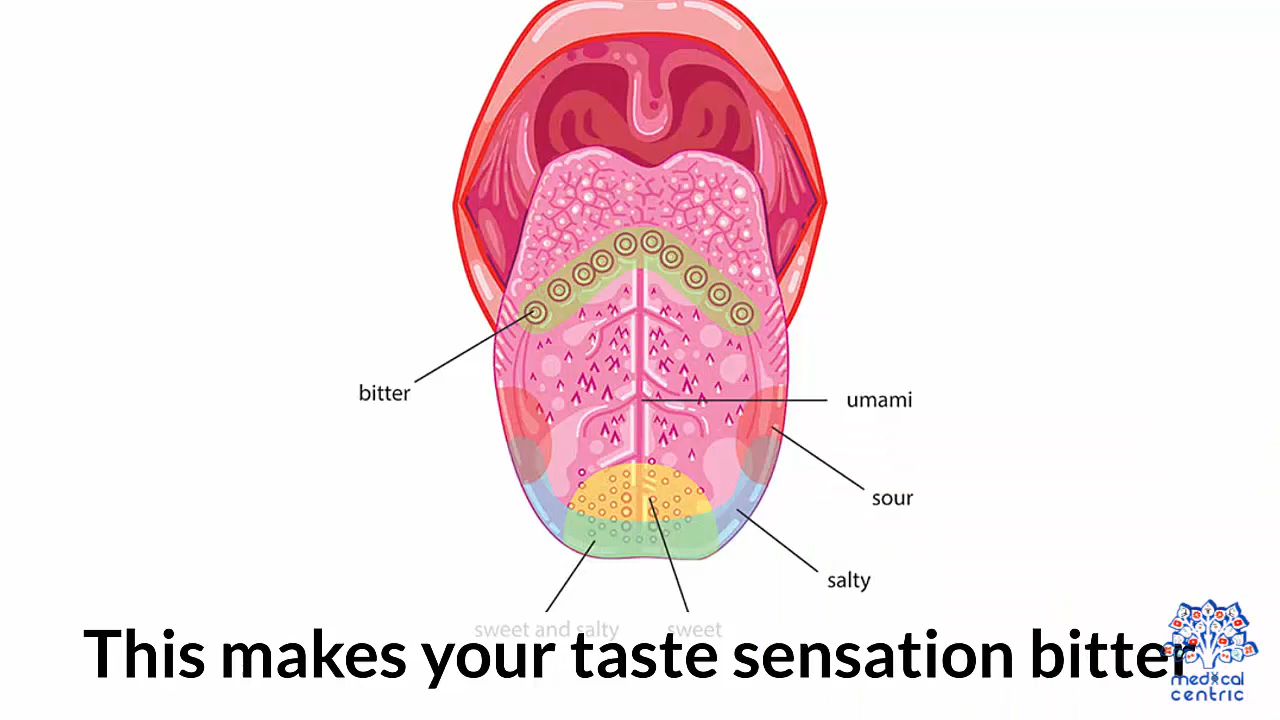 bitter
umami
sour
salty
sweet and salty
sweet
This makes your taste sensation bitter
medical
centric